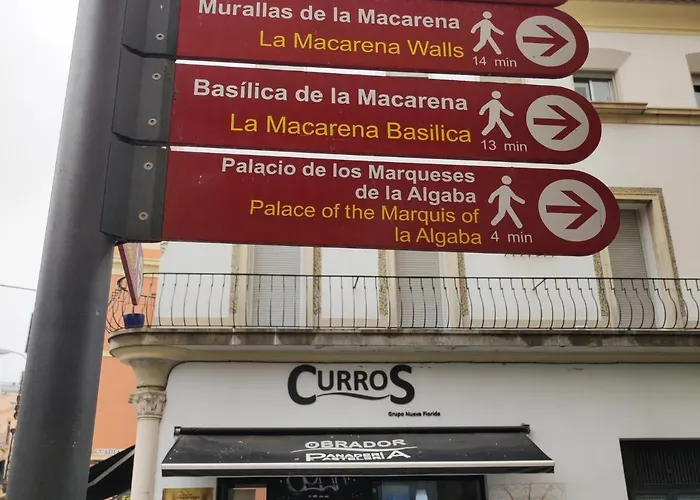 Murallas de la Macarena
La Macarena Walls
14 min
Basílica de la Macarena
La Macarena Basilica
13 min
Palacio de los Marqueses
de la Algaba
Palace of the Marquis of
la Algaba
4 min
CURROS
Grupo Nueva Florida
OBRADOR
PANADERÍA
PASTELERÍA